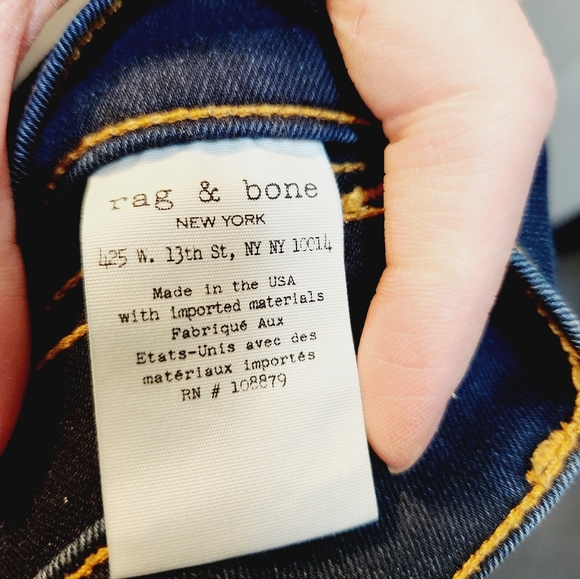 rag & bone
NEW YORK
425 W. 13th St, NY NY 10014
Made in the USA
with imported materials
Fabriqué Aux
Etats-Unis avec des
matériaux importés
RN # 108879